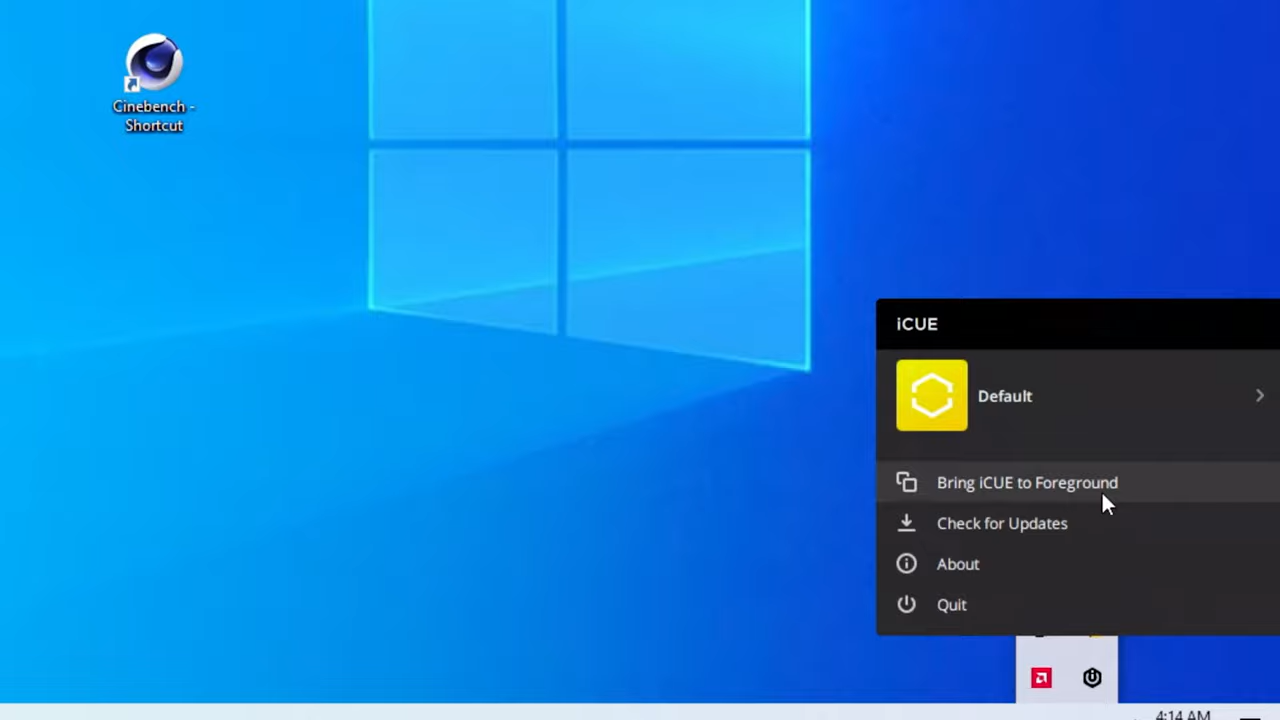 Cinebench -
Shortcut
iCUE
Default
Bring iCUE to Foreground
Check for Updates
About
Quit
4:14 AM